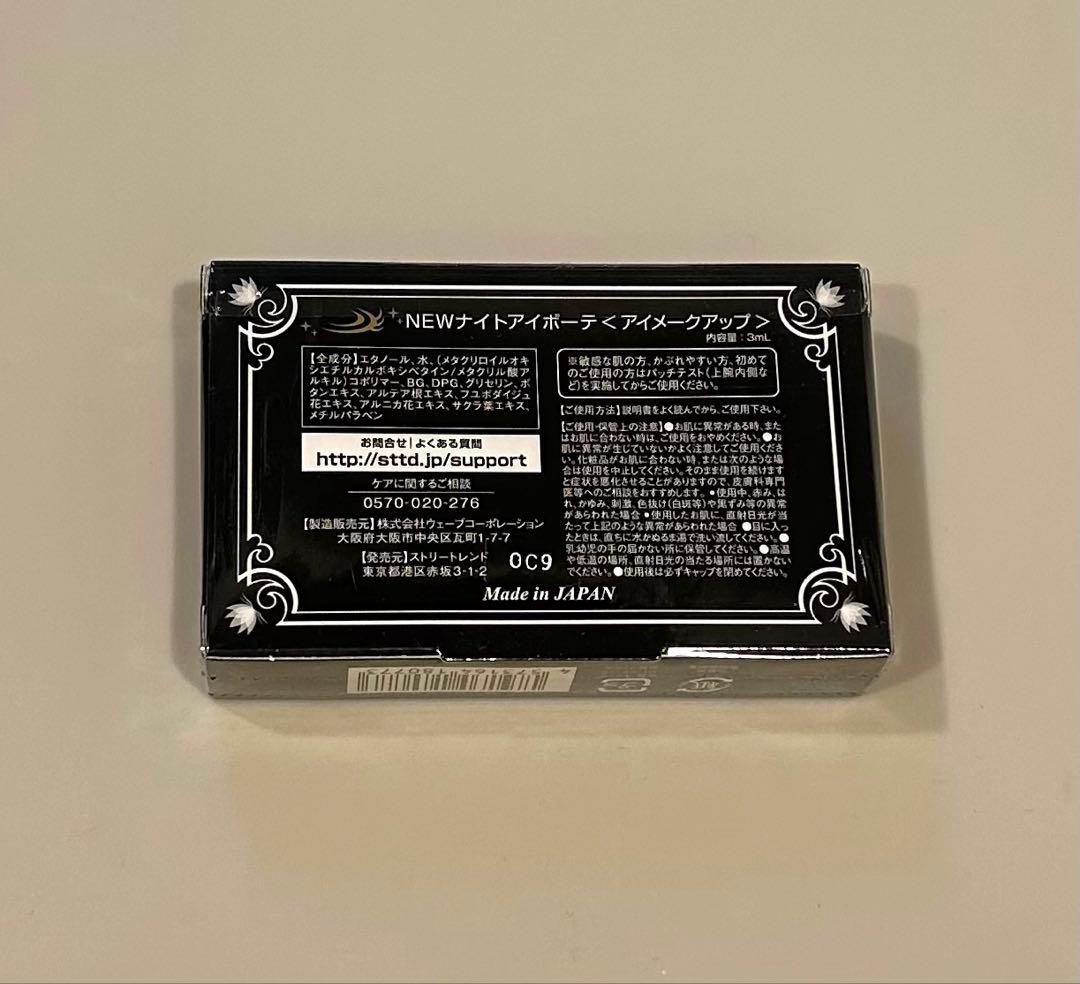 NEWナイトアイボーテ＜アイメークアップ＞
内容量：3mL
【全成分】エタノール、水、(メタクリロイルオキ
シエチルカルボキシベタイン/メタクリル酸ア
ルキル)コポリマー、BG、DPG、グリセリン、ボ
タンエキス、アルテア根エキス、フユボダイジュ
花エキス、アルニカ花エキス、サクラ葉エキス、
メチルパラベン
お問合せ|よくある質問
http://sttd.jp/support
ケアに関するご相談
0570-020-276
【製造販売元】株式会社ウェーブコーポレーション
大阪府大阪市中央区瓦町1-7-7
【発売元】ストリートレンド
東京都港区赤坂3-1-2
0C9
※敏感な肌の方、かぶれやすい方、初めて
のご使用の方はパッチテスト(上腕内側な
ど)を実施してからご使用ください。
【ご使用方法】説明書をよく読んでから、ご使用下さい。
【ご使用・保管上の注意】●お肌に異常がある時、また
はお肌に合わない時は、ご使用をおやめください。●お
肌に異常が生じていないかよく注意してご使用くださ
い。化粧品がお肌に合わない時、または次のような場
合は使用を中止してください。そのまま使用を続けます
と症状を悪化させることがありますので、皮膚科専門
医等へのご相談をおすすめします。●使用中、赤み、は
れ、かゆみ、刺激、色抜け(白斑等)や黒ずみ等の異常
があらわれた場合 ●使用したお肌に、直射日光が当
たって上記のような異常があらわれた場合 ●目に入っ
たときは、直ちに水かぬるま湯で洗い流してください。●
乳幼児の手の届かない所に保管してください。●高温
や低温の場所、直射日光の当たる場所には置かない
でください。●使用後は必ずキャップを閉めてください。
Made in JAPAN
4573164180773
プラ
紙